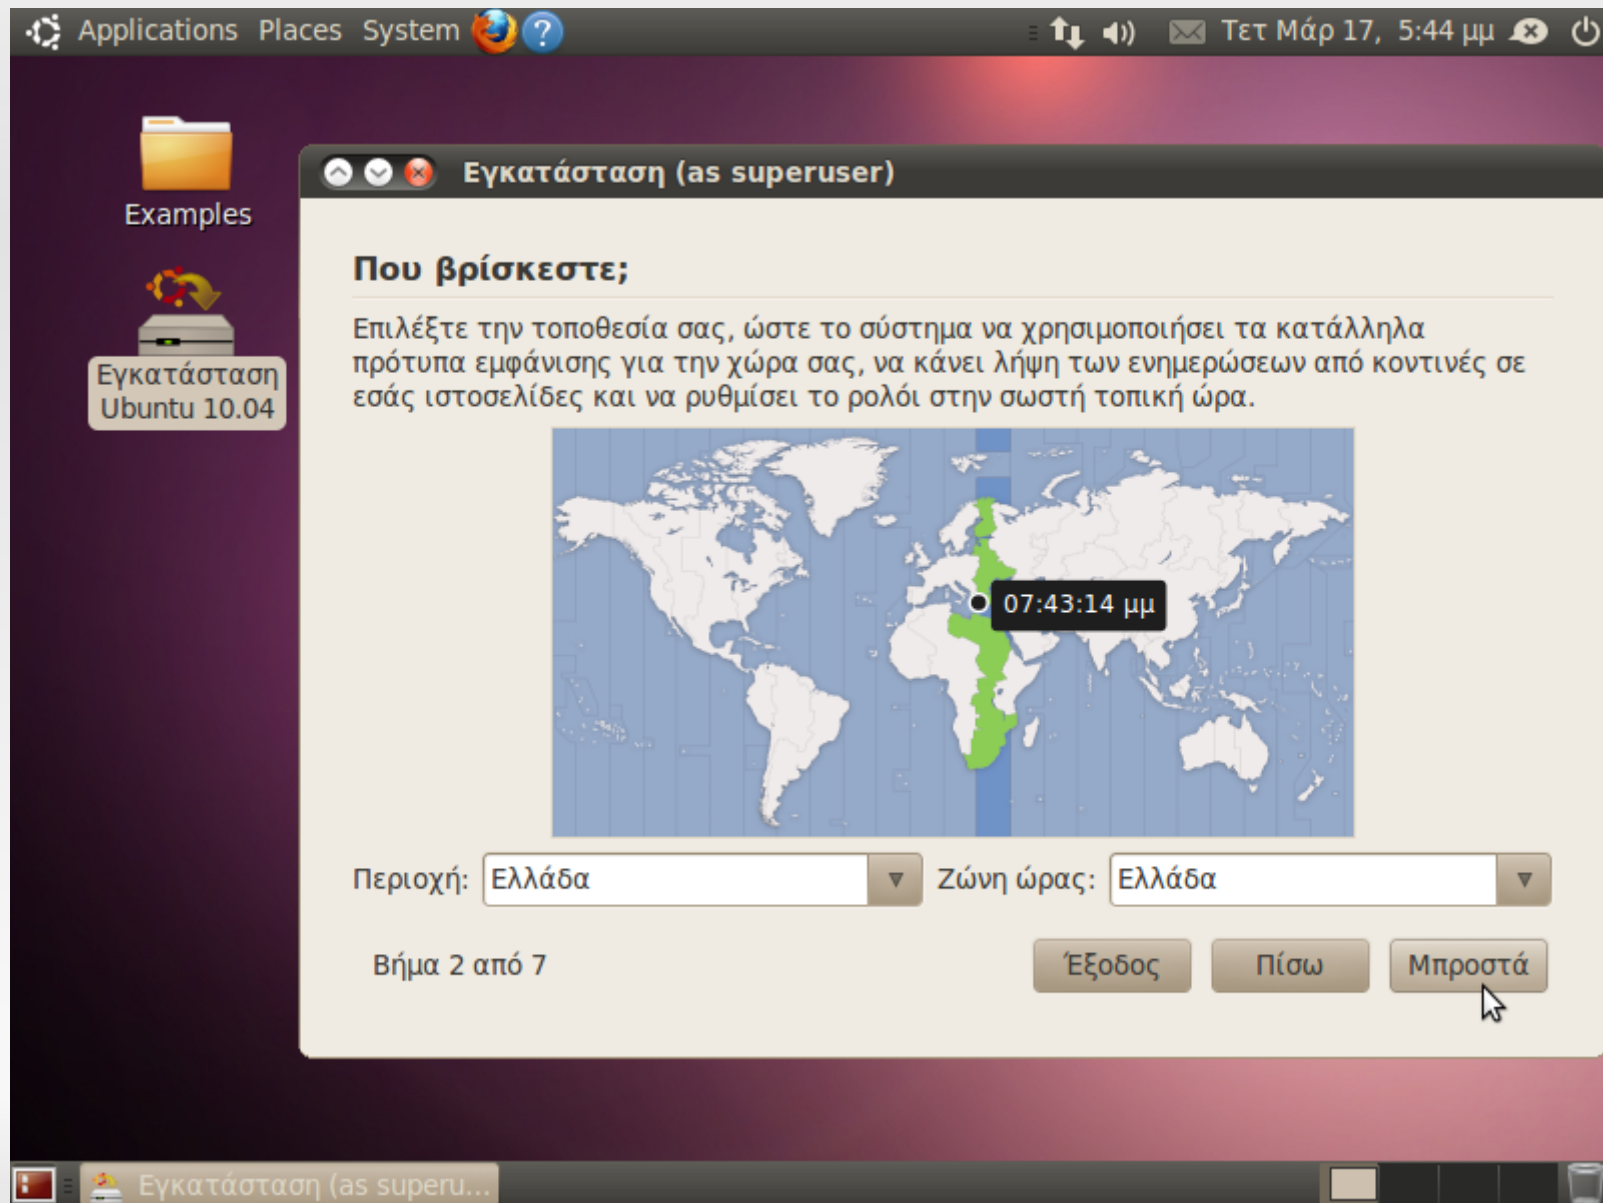 Applications Places System
Τετ Μάρ 17, 5:44 μμ
Examples
Εγκατάσταση
Ubuntu 10.04
Εγκατάσταση (as superuser)
Που βρίσκεστε;
Επιλέξτε την τοποθεσία σας, ώστε το σύστημα να χρησιμοποιήσει τα κατάλληλα
πρότυπα εμφάνισης για την χώρα σας, να κάνει λήψη των ενημερώσεων από κοντινές σε
εσάς ιστοσελίδες και να ρυθμίσει το ρολόι στην σωστή τοπική ώρα.
07:43:14 μμ
Περιοχή: Ελλάδα Ζώνη ώρας: Ελλάδα
Βήμα 2 από 7 Έξοδος Πίσω Μπροστά
Εγκατάσταση (as superu...